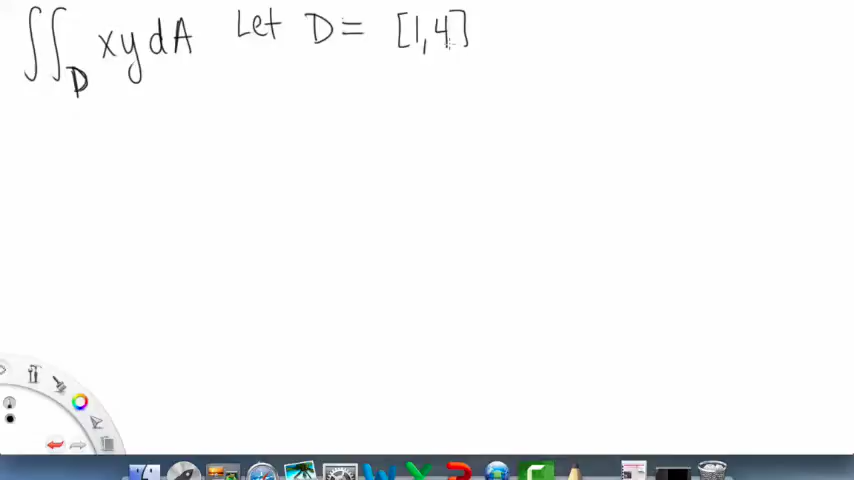 ∬_D xy dA Let D = [1,4]